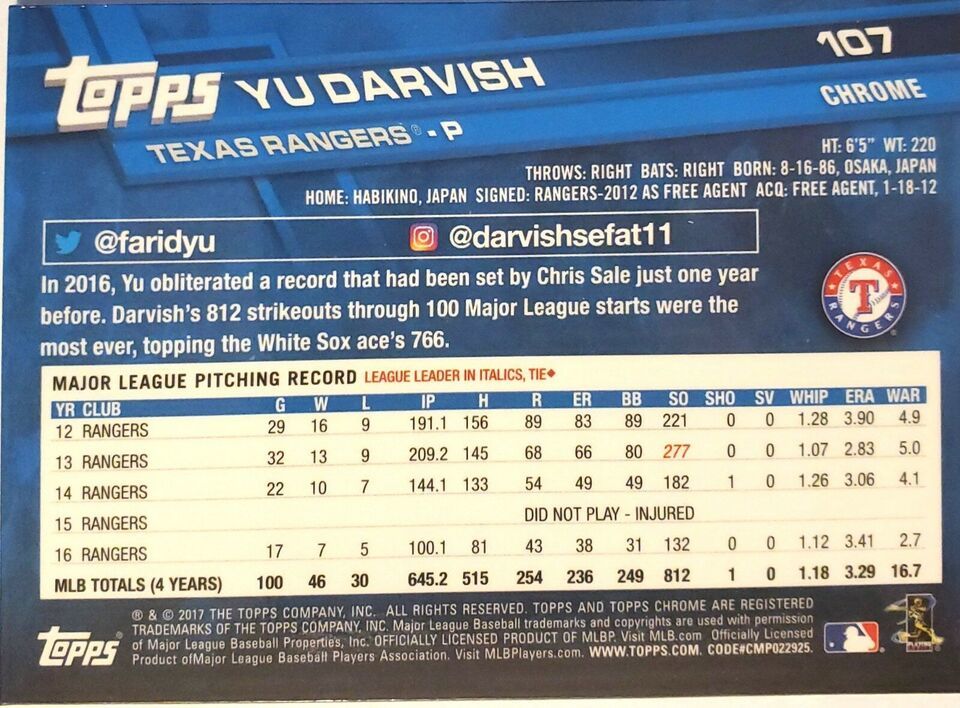 TOPPS YU DARVISH 107
TEXAS RANGERS® - P CHROME
HT: 6'5" WT: 220
THROWS: RIGHT BATS: RIGHT BORN: 8-16-86, OSAKA, JAPAN
HOME: HABIKINO, JAPAN SIGNED: RANGERS-2012 AS FREE AGENT ACQ: FREE AGENT, 1-18-12
@faridyu @darvishsefat11
In 2016, Yu obliterated a record that had been set by Chris Sale just one year
before. Darvish's 812 strikeouts through 100 Major League starts were the
most ever, topping the White Sox ace's 766.
TEXAS
T
RANGERS
MAJOR LEAGUE PITCHING RECORD LEAGUE LEADER IN ITALICS, TIE◆
YR CLUB G W L IP H R ER BB SO SHO SV WHIP ERA WAR
12 RANGERS 29 16 9 191.1 156 89 83 89 221 0 0 1.28 3.90 4.9
13 RANGERS 32 13 9 209.2 145 68 66 80 277 0 0 1.07 2.83 5.0
14 RANGERS 22 10 7 144.1 133 54 49 49 182 1 0 1.26 3.06 4.1
15 RANGERS DID NOT PLAY - INJURED
16 RANGERS 17 7 5 100.1 81 43 38 31 132 0 0 1.12 3.41 2.7
MLB TOTALS (4 YEARS) 100 46 30 645.2 515 254 236 249 812 1 0 1.18 3.29 16.7
® & © 2017 THE TOPPS COMPANY, INC. ALL RIGHTS RESERVED. TOPPS AND TOPPS CHROME ARE REGISTERED
TRADEMARKS OF THE TOPPS COMPANY, INC. Major League Baseball trademarks and copyrights are used with permission
of Major League Baseball Properties, Inc. OFFICIALLY LICENSED PRODUCT OF MLBP. Visit MLB.com Officially Licensed
Product ofMajor League Baseball Players Association. Visit MLBPlayers.com. WWW.TOPPS.COM. CODE#CMP022925.
TOPPS®